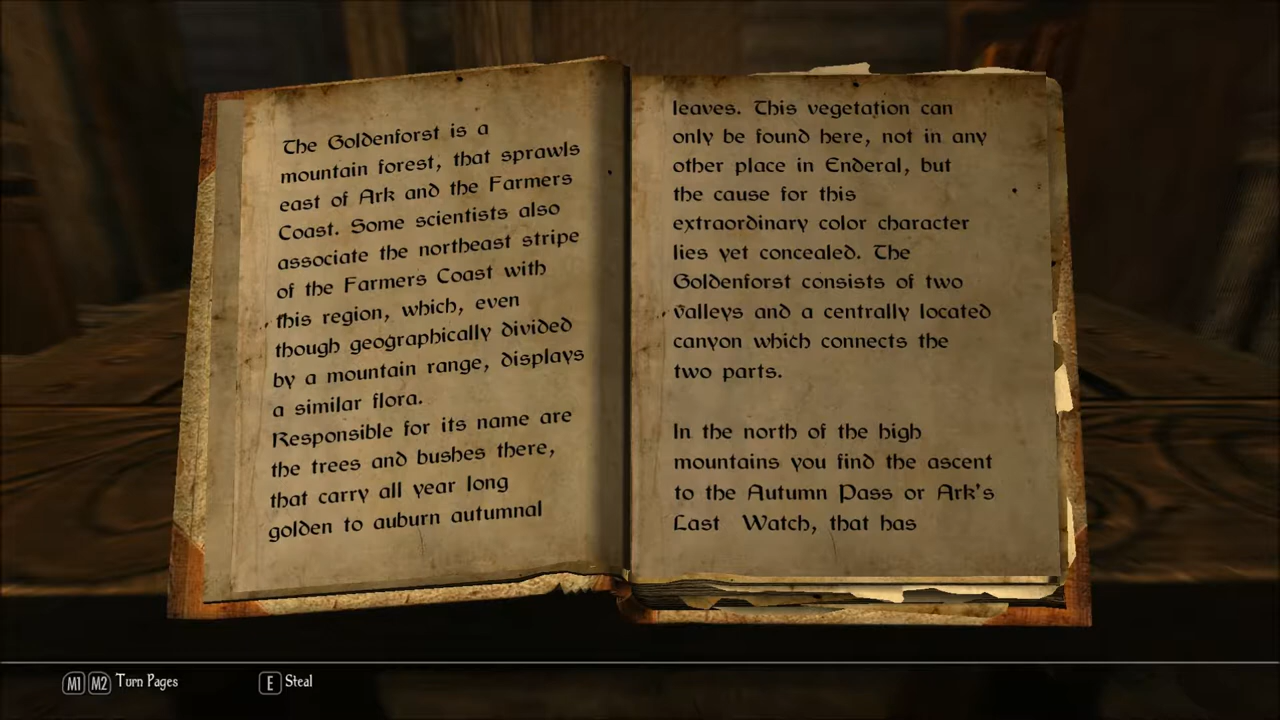 The Goldenforst is a
mountain forest, that sprawls
east of Ark and the Farmers
Coast. Some scientists also
associate the northeast stripe
of the Farmers Coast with
this region, which, even
though geographically divided
by a mountain range, displays
a similar flora.
Responsible for its name are
the trees and bushes there,
that carry all year long
golden to auburn autumnal
leaves. This vegetation can
only be found here, not in any
other place in Enderal, but
the cause for this
extraordinary color character
lies yet concealed. The
Goldenforst consists of two
valleys and a centrally located
canyon which connects the
two parts.
In the north of the high
mountains you find the ascent
to the Autumn Pass or Ark's
Last Watch, that has
M1 M2 Turn Pages
E Steal